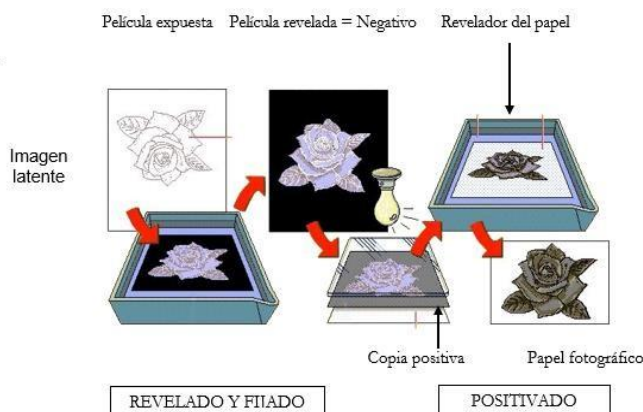 Película expuesta
Película revelada = Negativo
Revelador del papel
Imagen
latente
Copia positiva
Papel fotográfico
REVELADO Y FIJADO
POSITIVADO